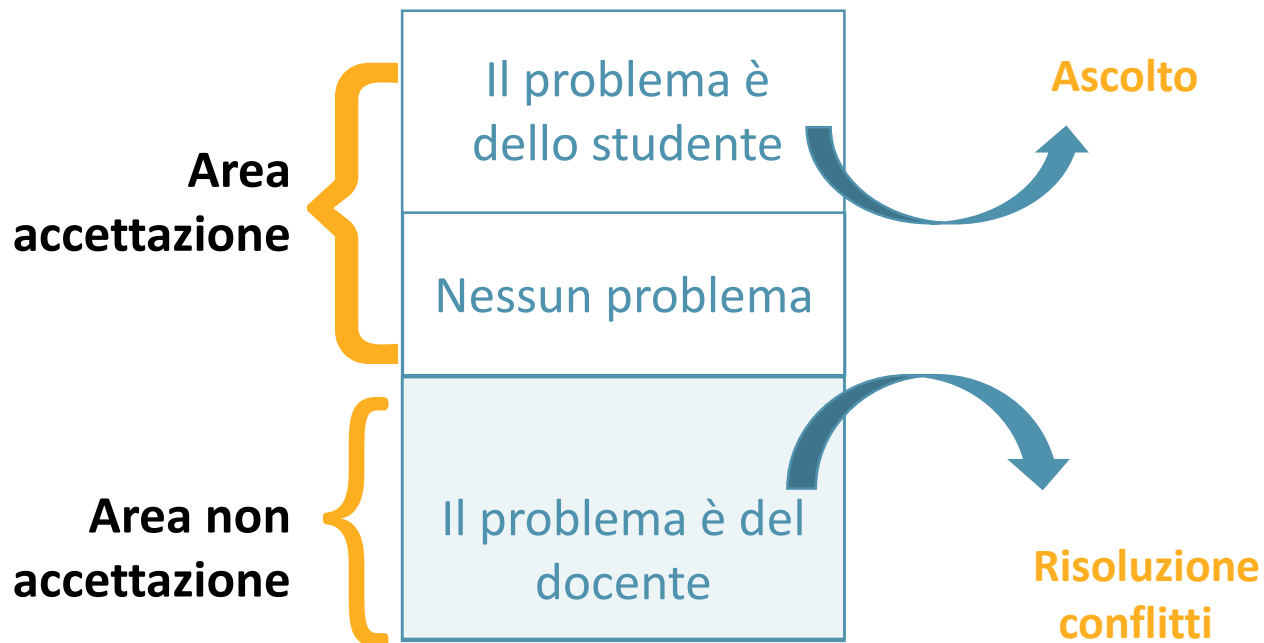 Il problema è
dello studente
Ascolto
Area
accettazione
Nessun problema
Area non
accettazione
Il problema è del
docente
Risoluzione
conflitti